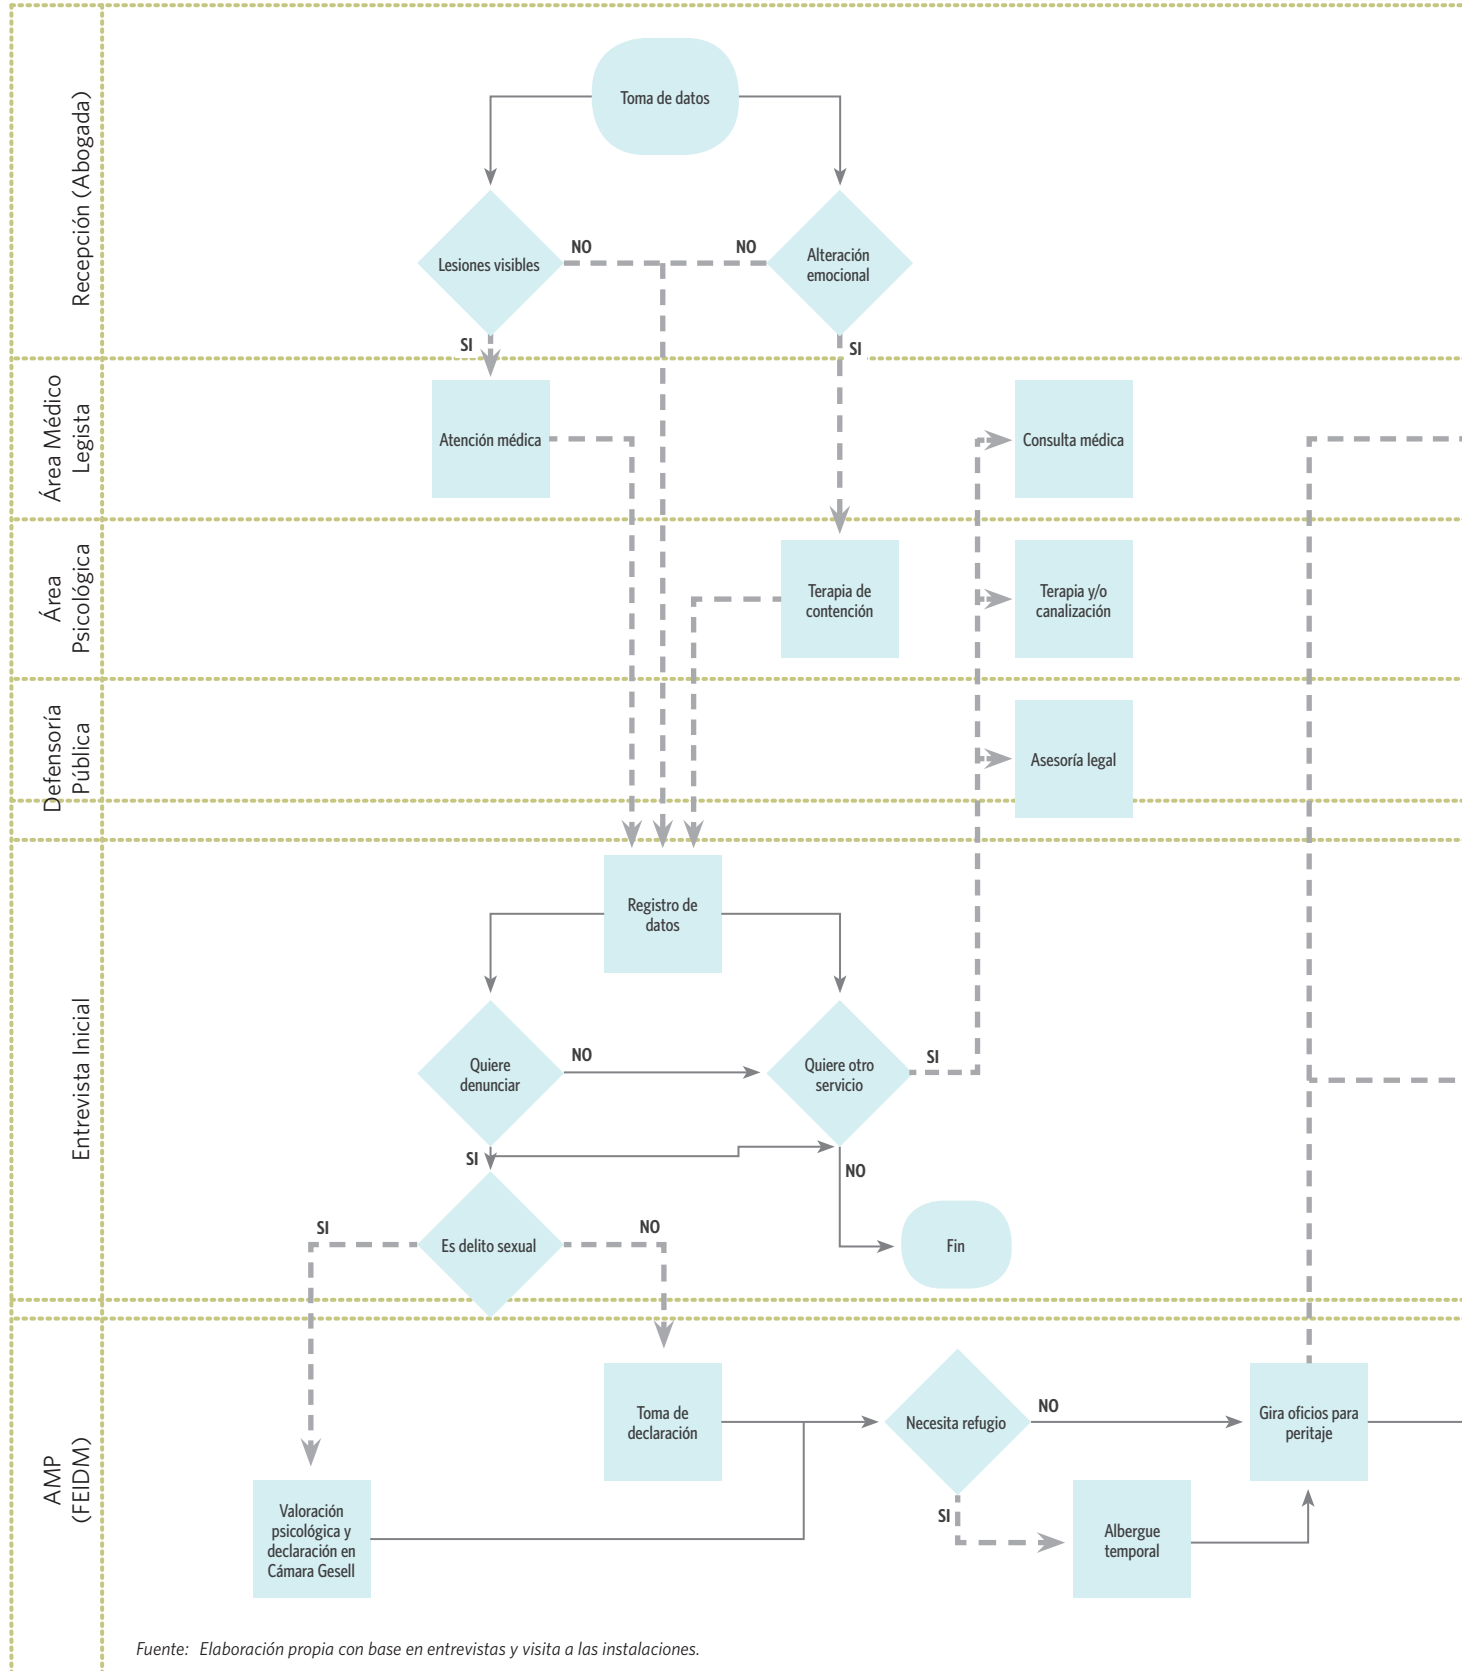 Recepción (Abogada)
Toma de datos
Lesiones visibles
NO
NO
Alteración
emocional
SI
SI
Área Médico
Legista
Atención médica
Consulta médica
Área
Psicológica
Terapia de
contención
Terapia y/o
canalización
Defensoría
Pública
Asesoría legal
Entrevista Inicial
Registro de
datos
Quiere
denunciar
NO
Quiere otro
servicio
SI
SI
NO
SI
Es delito sexual
NO
Fin
AMP
(FEIDM)
Toma de
declaración
Necesita refugio
NO
Gira oficios para
peritaje
Valoración
psicológica y
declaración en
Cámara Gesell
SI
Albergue
temporal
Fuente: Elaboración propia con base en entrevistas y visita a las instalaciones.